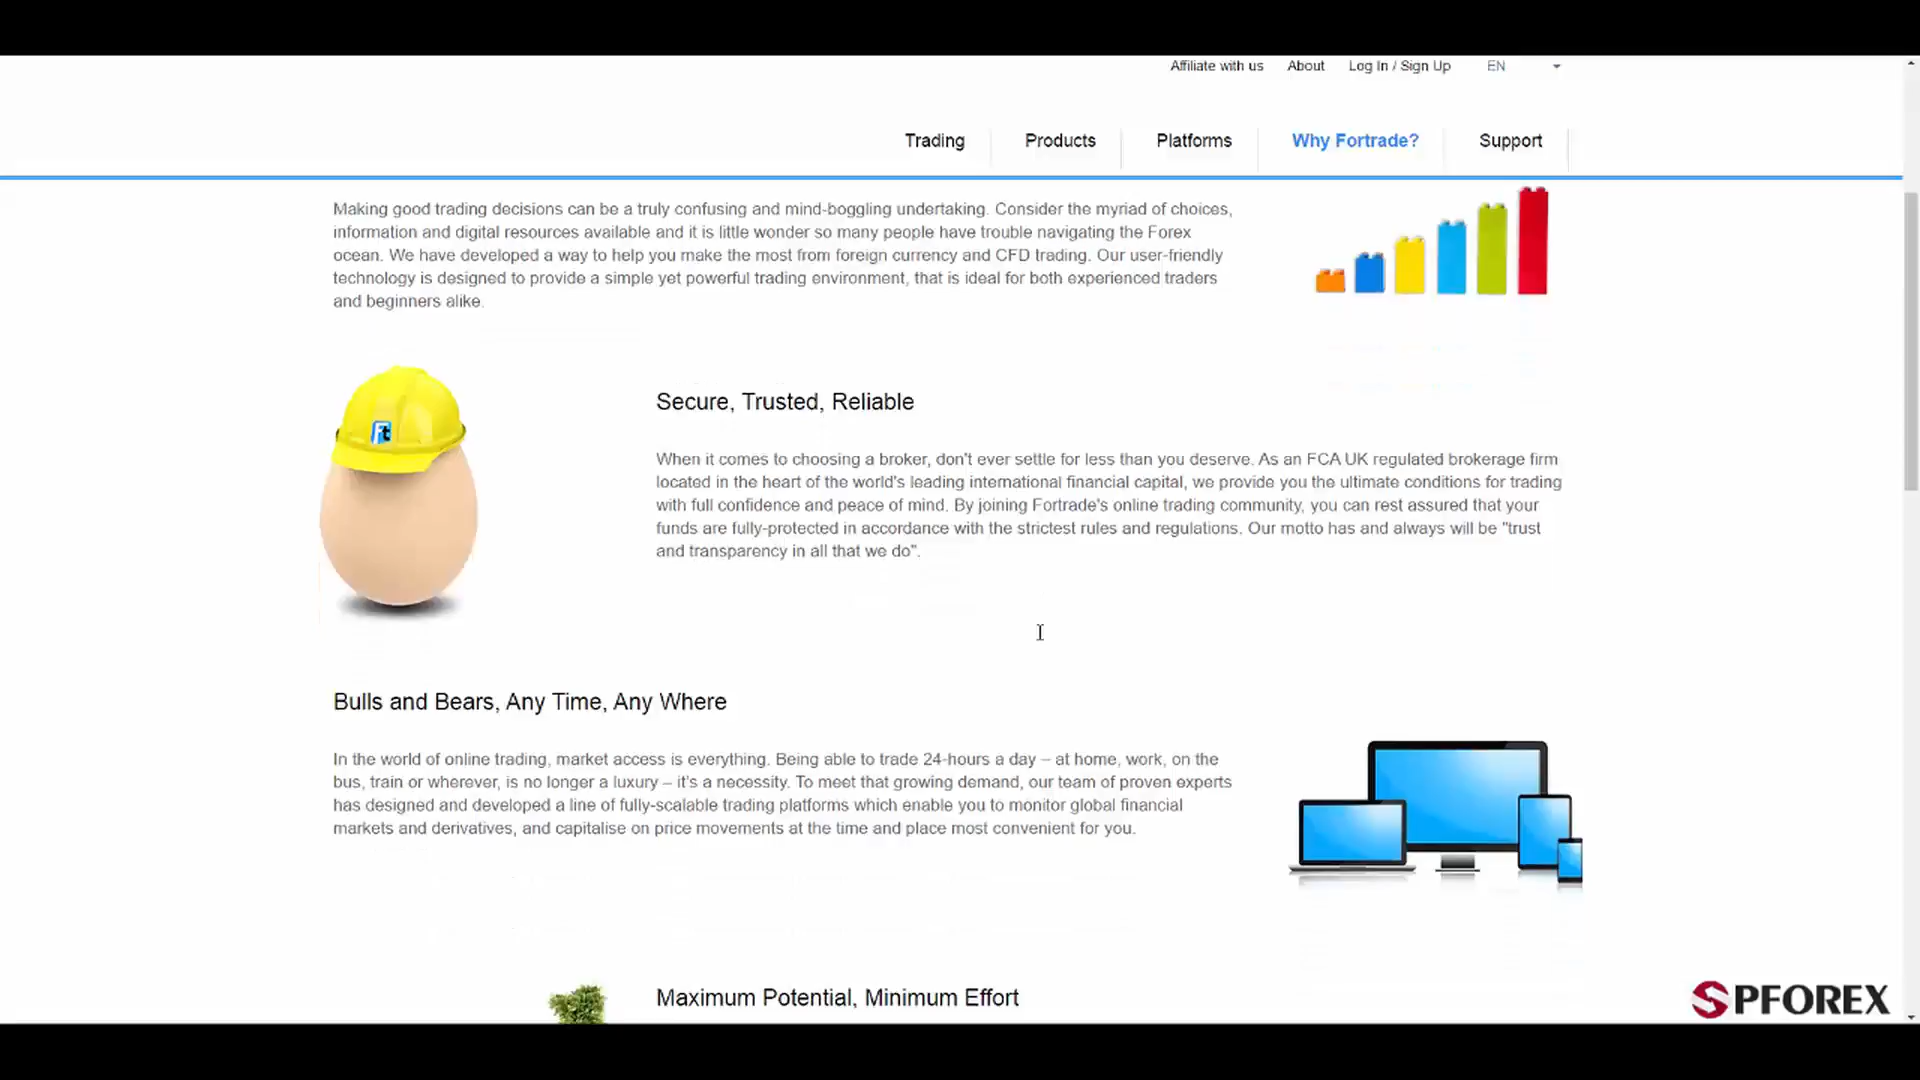 Affiliate with us About Log In / Sign Up EN
Trading Products Platforms Why Fortrade? Support
Making good trading decisions can be a truly confusing and mind-boggling undertaking. Consider the myriad of choices,
information and digital resources available and it is little wonder so many people have trouble navigating the Forex
ocean. We have developed a way to help you make the most from foreign currency and CFD trading. Our user-friendly
technology is designed to provide a simple yet powerful trading environment, that is ideal for both experienced traders
and beginners alike.
Ft
Secure, Trusted, Reliable
When it comes to choosing a broker, don't ever settle for less than you deserve. As an FCA UK regulated brokerage firm
located in the heart of the world's leading international financial capital, we provide you the ultimate conditions for trading
with full confidence and peace of mind. By joining Fortrade's online trading community, you can rest assured that your
funds are fully-protected in accordance with the strictest rules and regulations. Our motto has and always will be "trust
and transparency in all that we do".
Bulls and Bears, Any Time, Any Where
In the world of online trading, market access is everything. Being able to trade 24-hours a day – at home, work, on the
bus, train or wherever, is no longer a luxury – it's a necessity. To meet that growing demand, our team of proven experts
has designed and developed a line of fully-scalable trading platforms which enable you to monitor global financial
markets and derivatives, and capitalise on price movements at the time and place most convenient for you.
Maximum Potential, Minimum Effort
SPFOREX